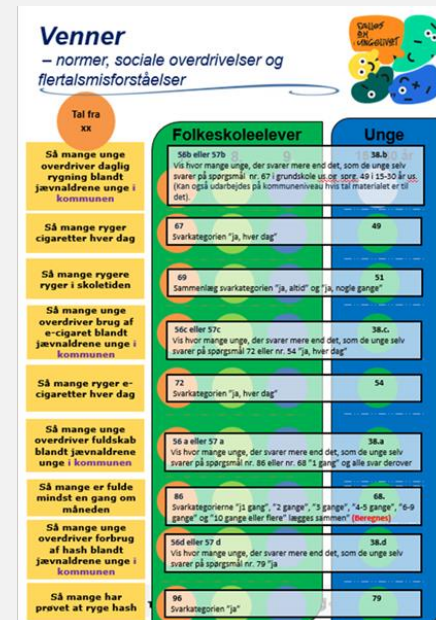 Venner
– normer, sociale overdrivelser og
flertalsmisforståelser
Tal fra
xx
Folkeskoleelever
Unge
Så mange unge
overdriver daglig
rygning blandt
jævnaldrene unge i
kommunen
56b eller 57b
38.b
Vis hvor mange unge, der svarer mere end det, som de unge selv
svarer på spørgsmål nr. 67 i grundskole us og sprg. 49 i 15-30 år us.
(Kan også udarbejdes på kommuneniveau hvis tal materialet er til
det).
Så mange ryger
cigaretter hver dag
67
49
Svarkategorien "ja, hver dag"
Så mange rygere
ryger i skoletiden
69
51
Sammenlæg svarkategorien "ja, altid" og "ja, nogle gange"
Så mange unge
overdriver brug af
e-cigaret blandt
jævnaldrene unge i
kommunen
56c eller 57c
38.c.
Vis hvor mange unge, der svarer mere end det, som de unge selv
svarer på spørgsmål 72 eller nr. 54 "ja, hver dag"
Så mange ryger e-
cigaretter hver dag
72
54
Svarkategorien "ja, hver dag"
Så mange unge
overdriver fuldskab
blandt jævnaldrene
unge i kommunen
56 a eller 57 a
38.a
Vis hvor mange unge, der svarer mere end det, som de unge selv
svarer på spørgsmål nr. 86 eller nr. 68 "1 gang" og alle svar derover
Så mange er fulde
mindst en gang om
måneden
86
68.
Svarkategorierne "j1 gang", "2 gange", "3 gange", "4-5 gange", "6-9
gange" og "10 gange eller flere" lægges sammen" (Beregnes)
Så mange unge
overdriver forbrug
af hash blandt
jævnaldrene unge i
kommunen
56d eller 57 d
38.d
Vis hvor mange unge, der svarer mere end det, som de unge selv
svarer på spørgsmål nr. 79 "ja
Så mange har
prøvet at ryge hash
96
79
Svarkategorien "ja"